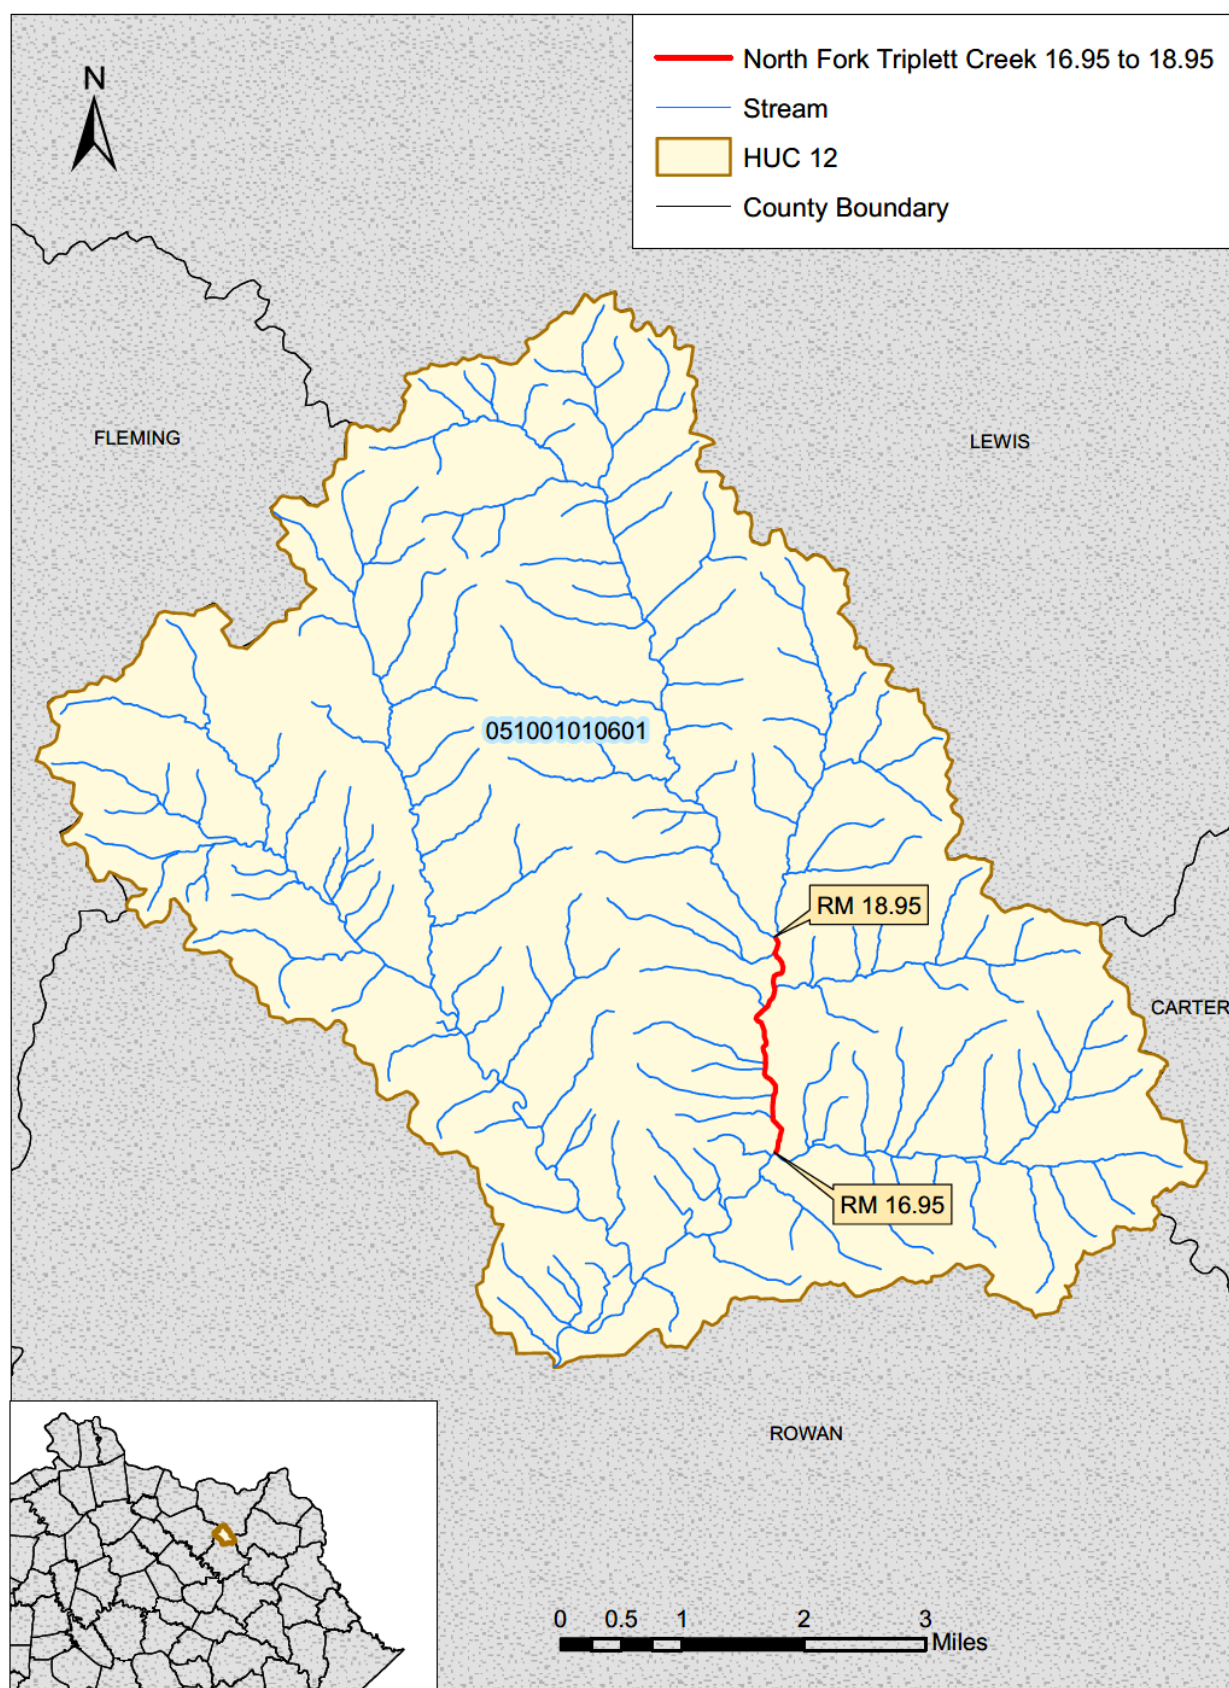 North Fork Triplett Creek 16.95 to 18.95
Stream
HUC 12
County Boundary
N
FLEMING
LEWIS
051001010601
RM 18.95
CARTER
RM 16.95
ROWAN
0 0.5 1 2 3
Miles